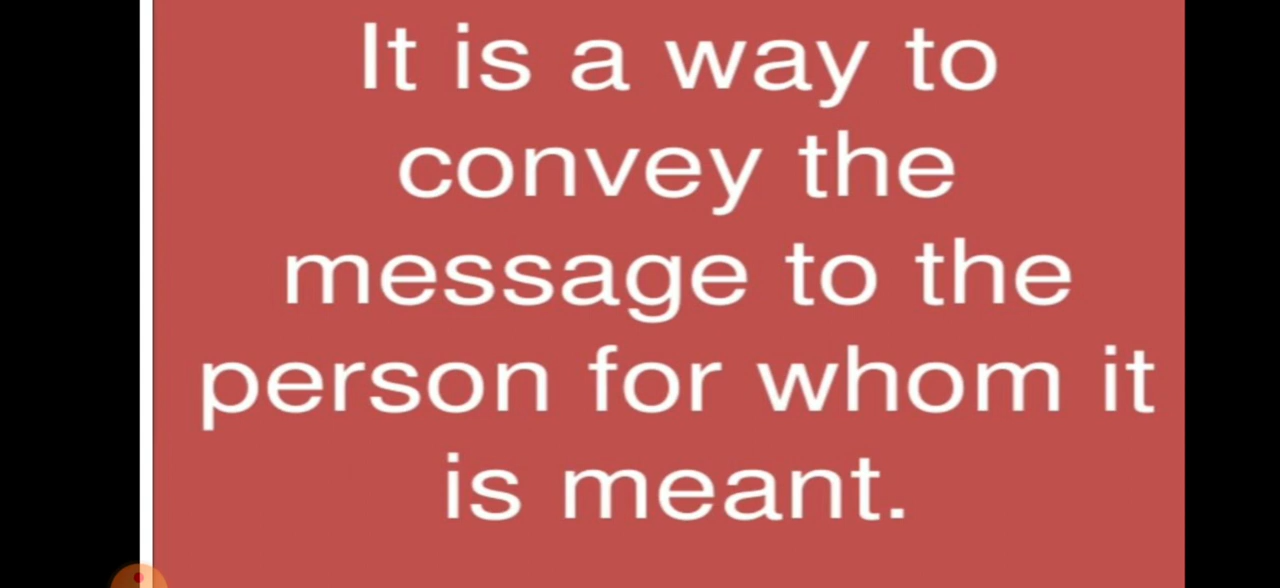 It is a way to
convey the
message to the
person for whom it
is meant.